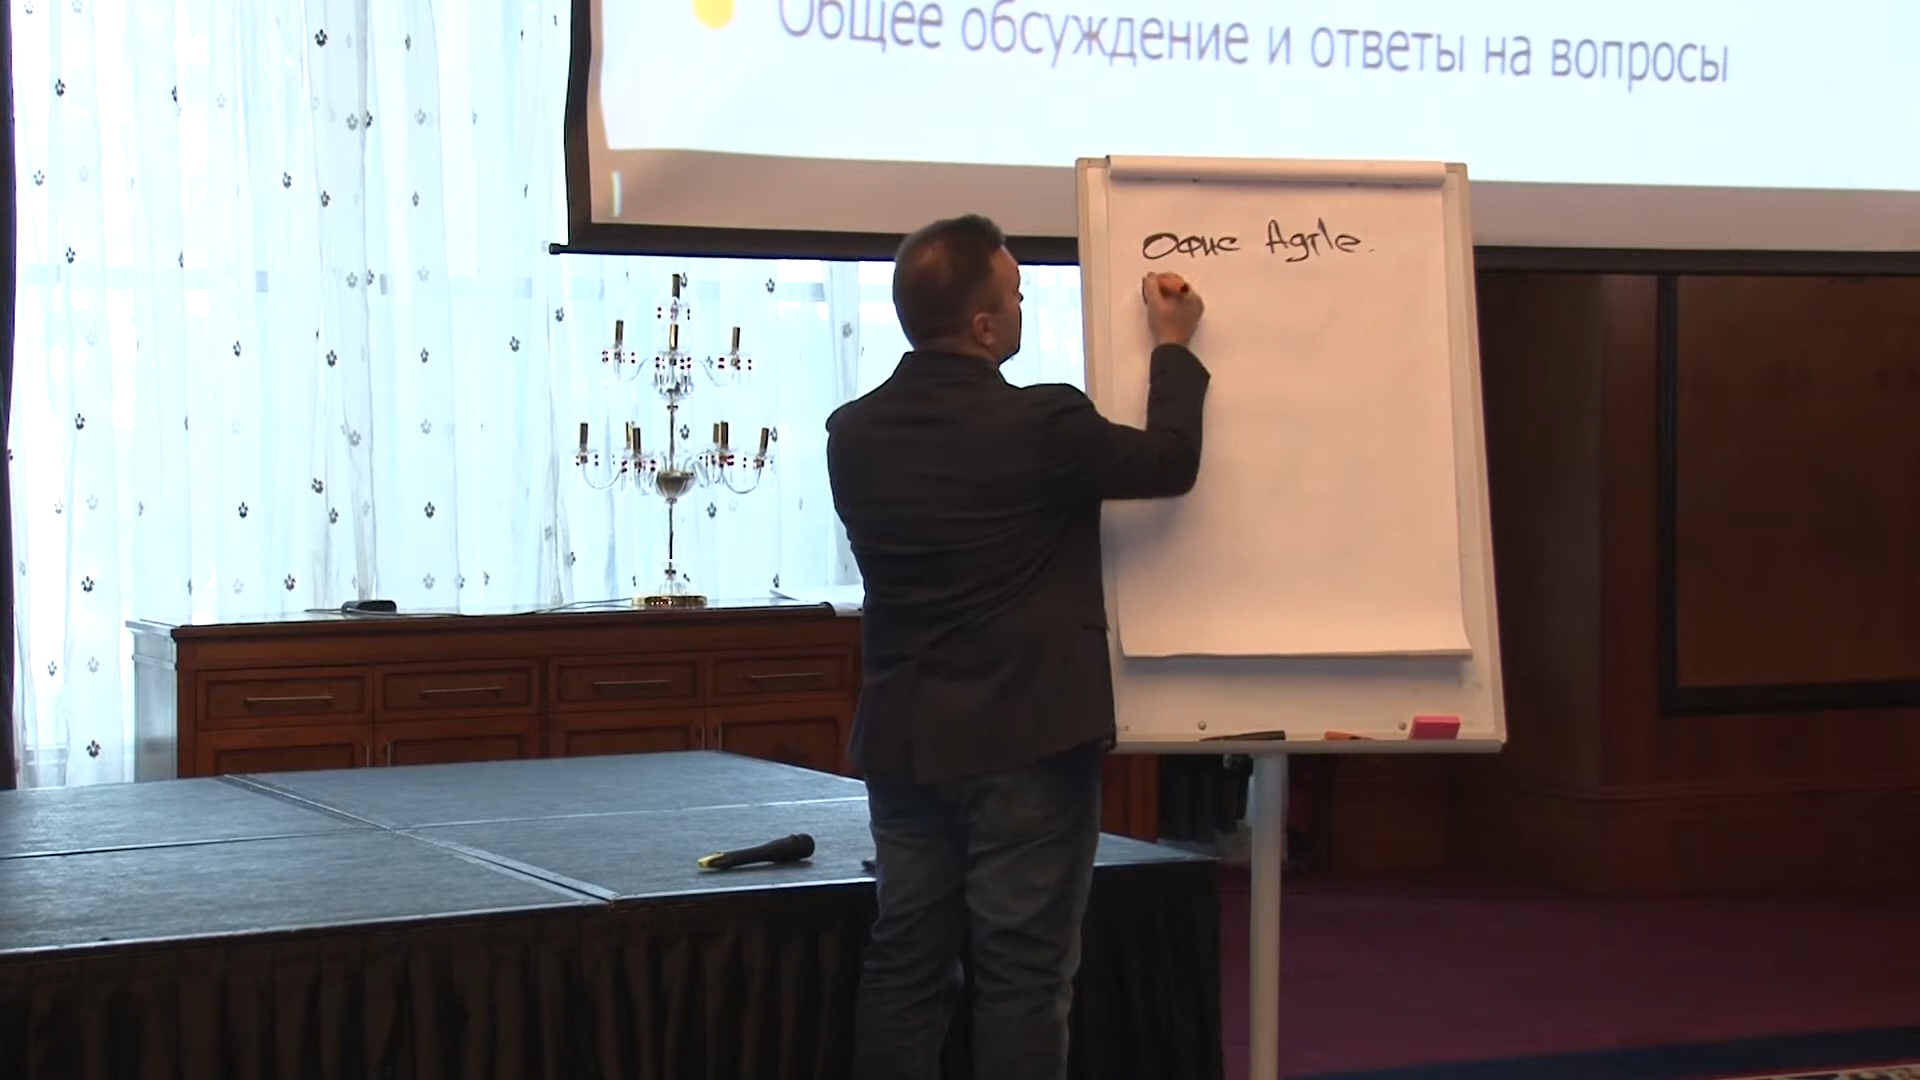 Общее обсуждение и ответы на вопросы
Офис Agile.